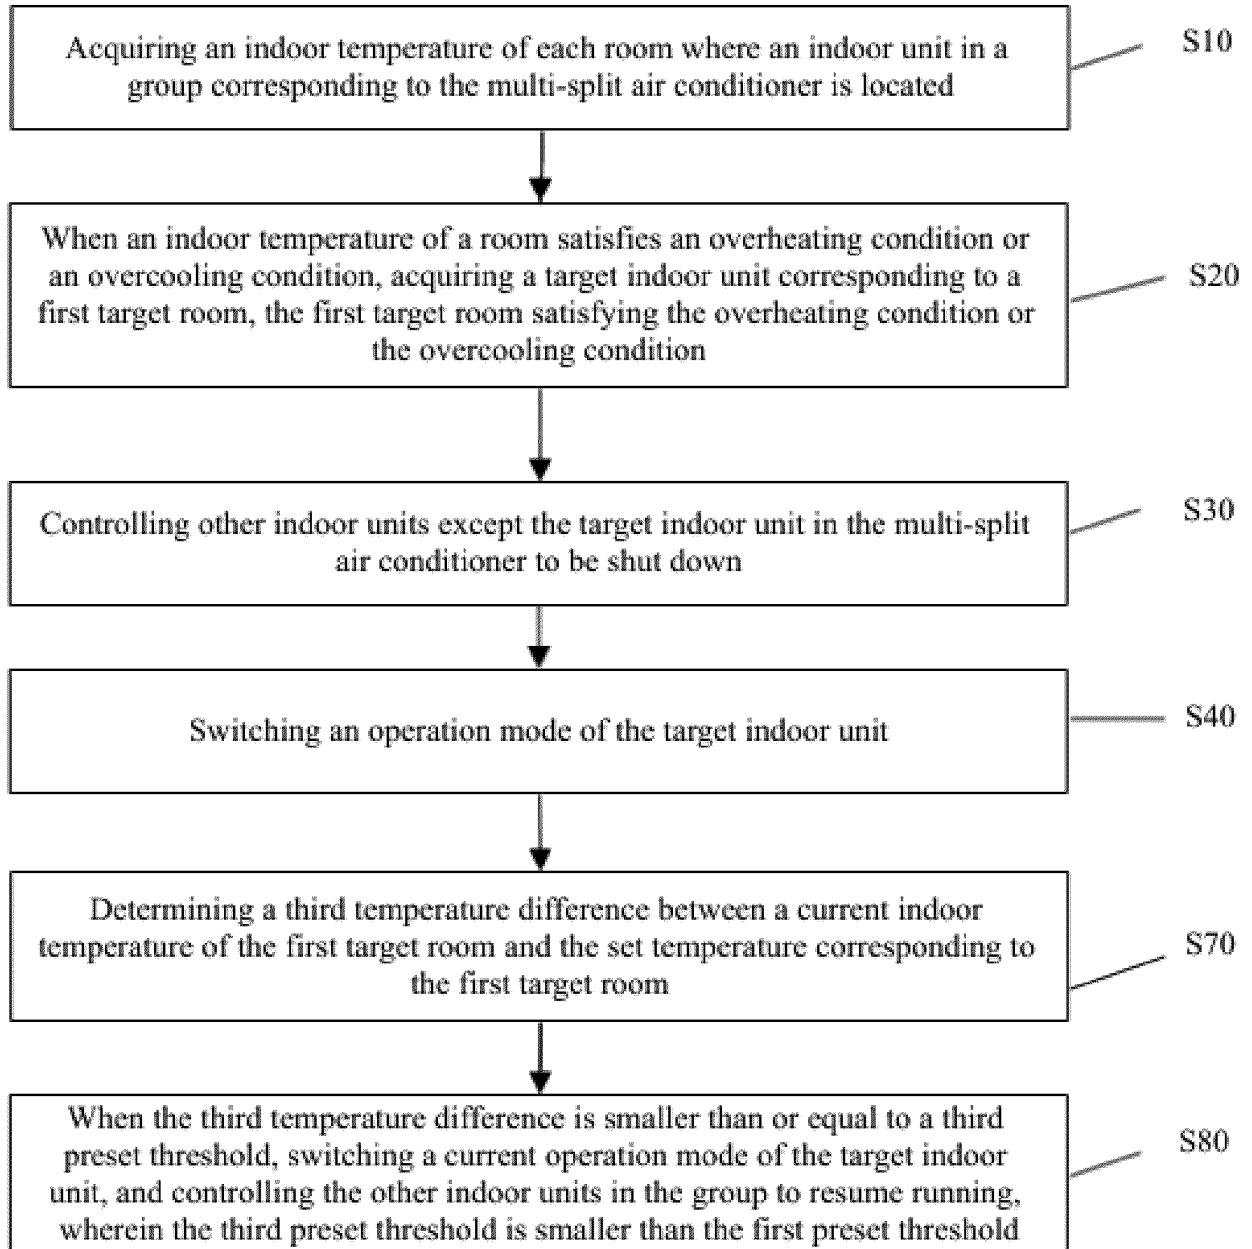 Acquiring an indoor temperature of each room where an indoor unit in a
group corresponding to the multi-split air conditioner is located
S10
When an indoor temperature of a room satisfies an overheating condition or
an overcooling condition, acquiring a target indoor unit corresponding to a
first target room, the first target room satisfying the overheating condition or
the overcooling condition
S20
Controlling other indoor units except the target indoor unit in the multi-split
air conditioner to be shut down
S30
Switching an operation mode of the target indoor unit
S40
Determining a third temperature difference between a current indoor
temperature of the first target room and the set temperature corresponding to
the first target room
S70
When the third temperature difference is smaller than or equal to a third
preset threshold, switching a current operation mode of the target indoor
unit, and controlling the other indoor units in the group to resume running,
wherein the third preset threshold is smaller than the first preset threshold
S80